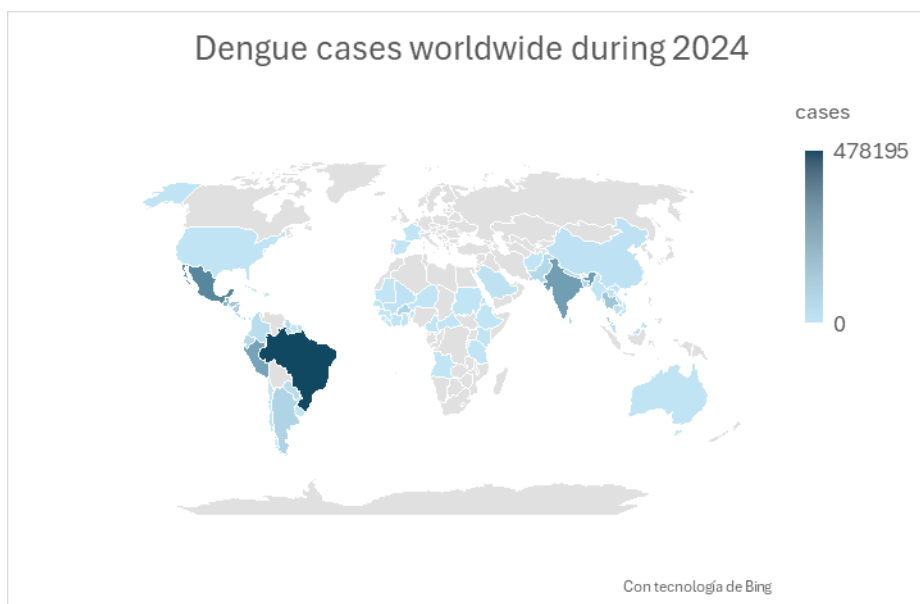 Dengue cases worldwide during 2024
cases
478195
0
Con tecnología de Bing